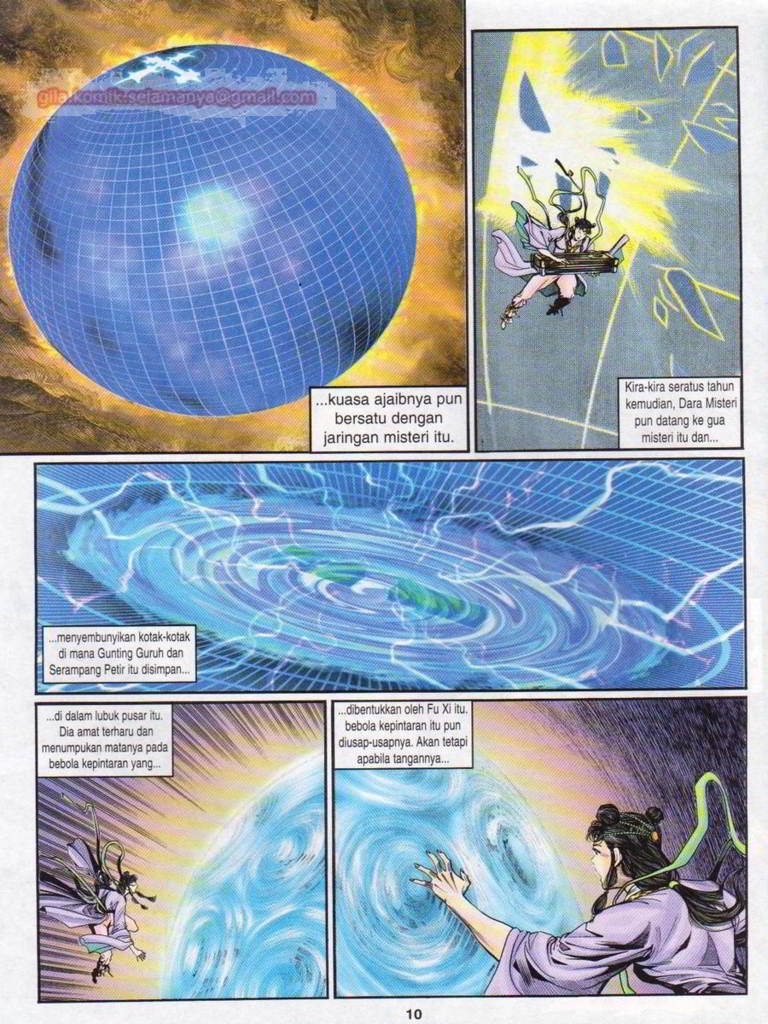 gila.komik.selamanya@gmail.com
...kuasa ajaibnya pun
bersatu dengan
jaringan misteri itu.
Kira-kira seratus tahun
kemudian, Dara Misteri
pun datang ke gua
misteri itu dan...
...menyembunyikan kotak-kotak
di mana Gunting Guruh dan
Serampang Petir itu disimpan...
...di dalam lubuk pusar itu.
Dia amat terharu dan
menumpukan matanya pada
bebola kepintaran yang...
...dibentukkan oleh Fu Xi itu.
bebola kepintaran itu pun
diusap-usapnya. Akan tetapi
apabila tangannya...
10